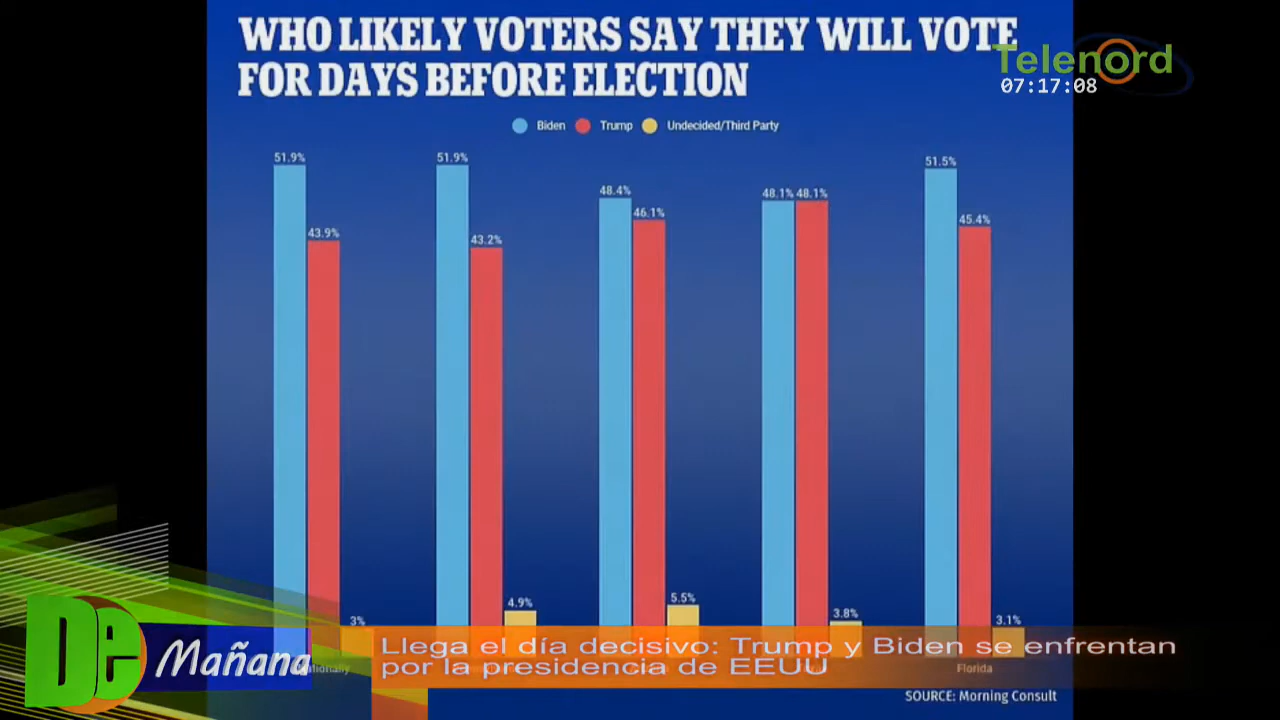 WHO LIKELY VOTERS SAY THEY WILL VOTE
FOR DAYS BEFORE ELECTION
Telenord
07:17:08
Biden Trump Undecided/Third Party
51.9% 43.9% 3%
51.9% 43.2% 4.9%
48.4% 46.1% 5.5%
48.1% 48.1% 3.8%
51.5% 45.4% 3.1%
Florida
SOURCE: Morning Consult
De Mañana
Llega el día decisivo: Trump y Biden se enfrentan
por la presidencia de EEUU